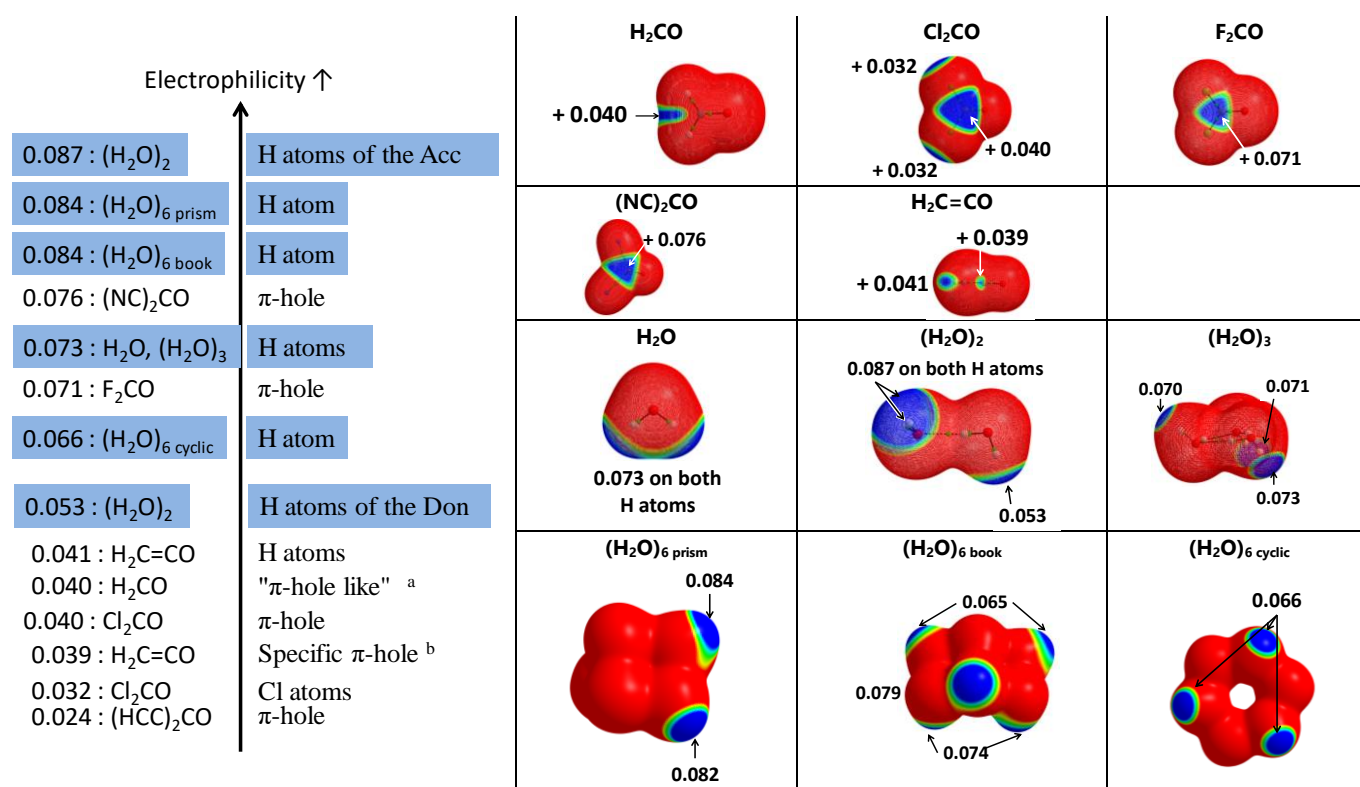 Electrophilicity ↑
0.087 : (H₂O)₂ H atoms of the Acc
0.084 : (H₂O)₆ prism H atom
0.084 : (H₂O)₆ book H atom
0.076 : (NC)₂CO π-hole
0.073 : H₂O, (H₂O)₃ H atoms
0.071 : F₂CO π-hole
0.066 : (H₂O)₆ cyclic H atom
0.053 : (H₂O)₂ H atoms of the Don
0.041 : H₂C=CO H atoms
0.040 : H₂CO "π-hole like" ᵃ
0.040 : Cl₂CO π-hole
0.039 : H₂C=CO Specific π-hole ᵇ
0.032 : Cl₂CO Cl atoms
0.024 : (HCC)₂CO π-hole
H₂CO
+ 0.040
Cl₂CO
+ 0.032
+ 0.040
+ 0.032
F₂CO
+ 0.071
(NC)₂CO
+ 0.076
H₂C=CO
+ 0.039
+ 0.041
H₂O
0.073 on both
H atoms
(H₂O)₂
0.087 on both H atoms
0.053
(H₂O)₃
0.070
0.071
0.073
(H₂O)₆ prism
0.084
0.082
(H₂O)₆ book
0.065
0.079
0.074
(H₂O)₆ cyclic
0.066